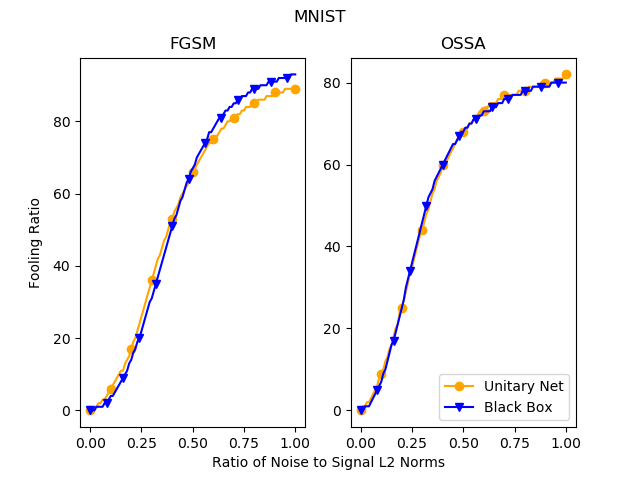 MNIST
FGSM
OSSA
Fooling Ratio
80
60
40
20
0
0.00 0.25 0.50 0.75 1.00
80
60
40
20
0
0.00 0.25 0.50 0.75 1.00
Unitary Net
Black Box
Ratio of Noise to Signal L2 Norms